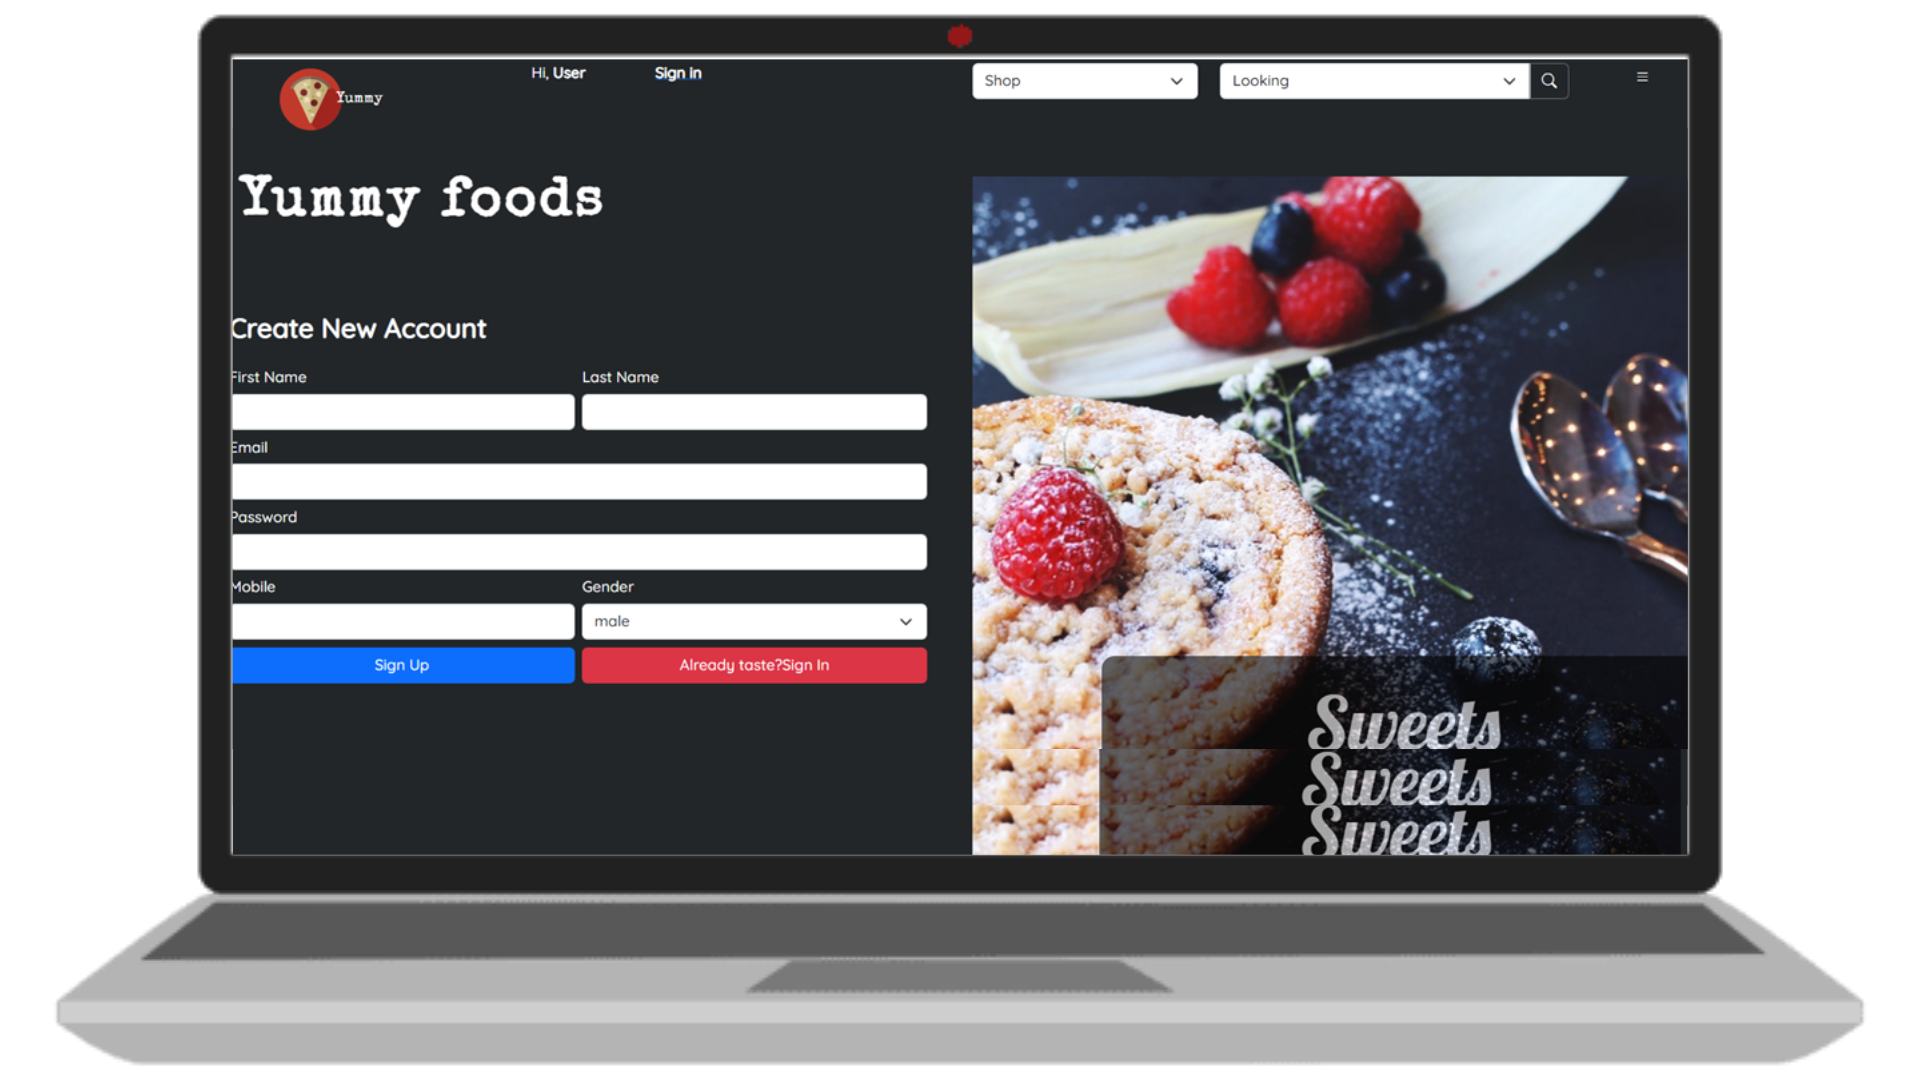 Hi, User Sign In Shop Looking
Yummy
Yummy foods
Create New Account
First Name Last Name
Email
Password
Mobile Gender
male
Sign Up Already taste?Sign In
Sweets
Sweets
Sweets